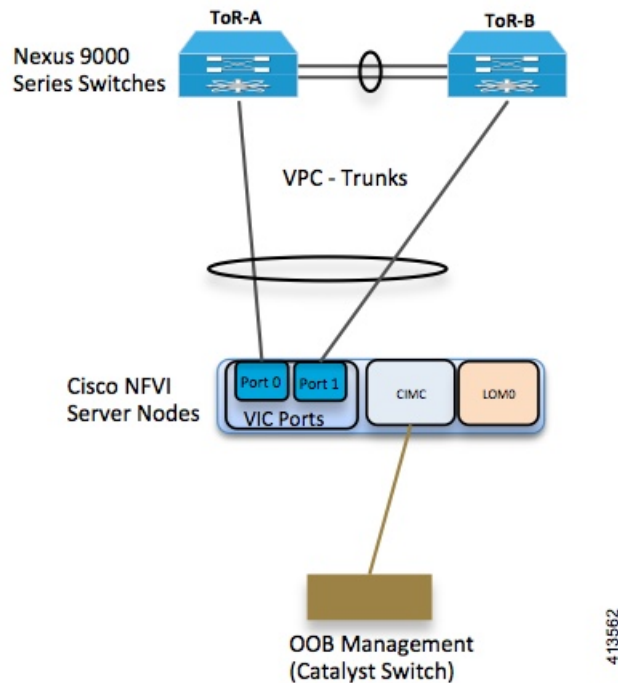 ToR-A
ToR-B
Nexus 9000
Series Switches
VPC - Trunks
Cisco NFVI
Server Nodes
Port 0
Port 1
VIC Ports
CIMC
LOM0
OOB Management
(Catalyst Switch)
413562